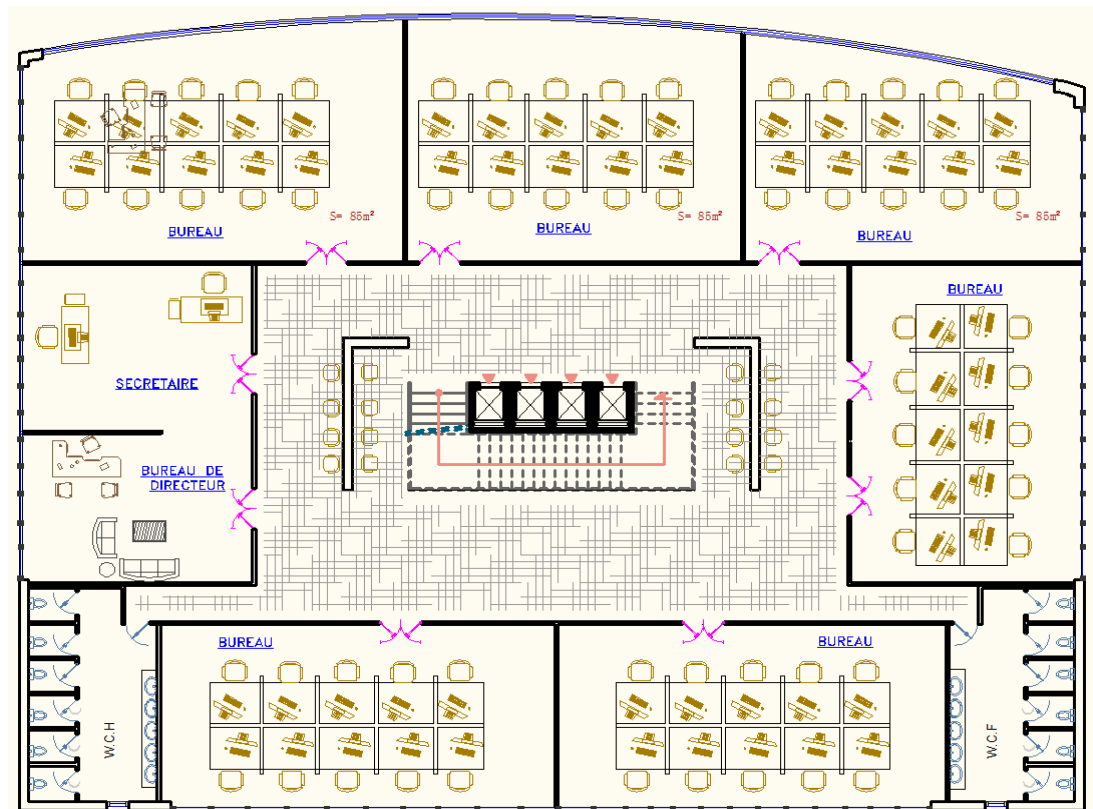 S= 85m²
BUREAU
S= 85m²
BUREAU
S= 85m²
BUREAU
BUREAU
SECRETAIRE
BUREAU DE
DIRECTEUR
BUREAU
BUREAU
W.C.H
W.C.F